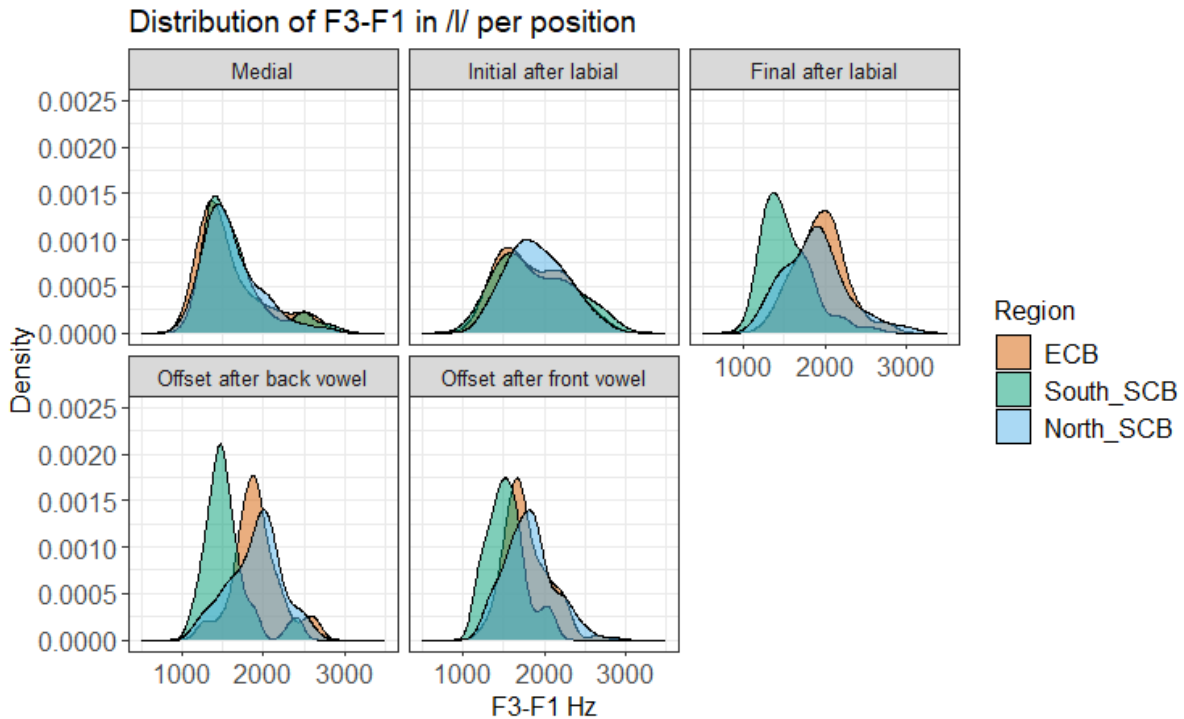 Distribution of F3-F1 in /l/ per position
Medial
Initial after labial
Final after labial
0.0025
0.0020
0.0015
0.0010
0.0005
0.0000
1000 2000 3000
Offset after back vowel
Offset after front vowel
0.0025
0.0020
0.0015
0.0010
0.0005
0.0000
1000 2000 3000
1000 2000 3000
Density
F3-F1 Hz
Region
ECB
South_SCB
North_SCB